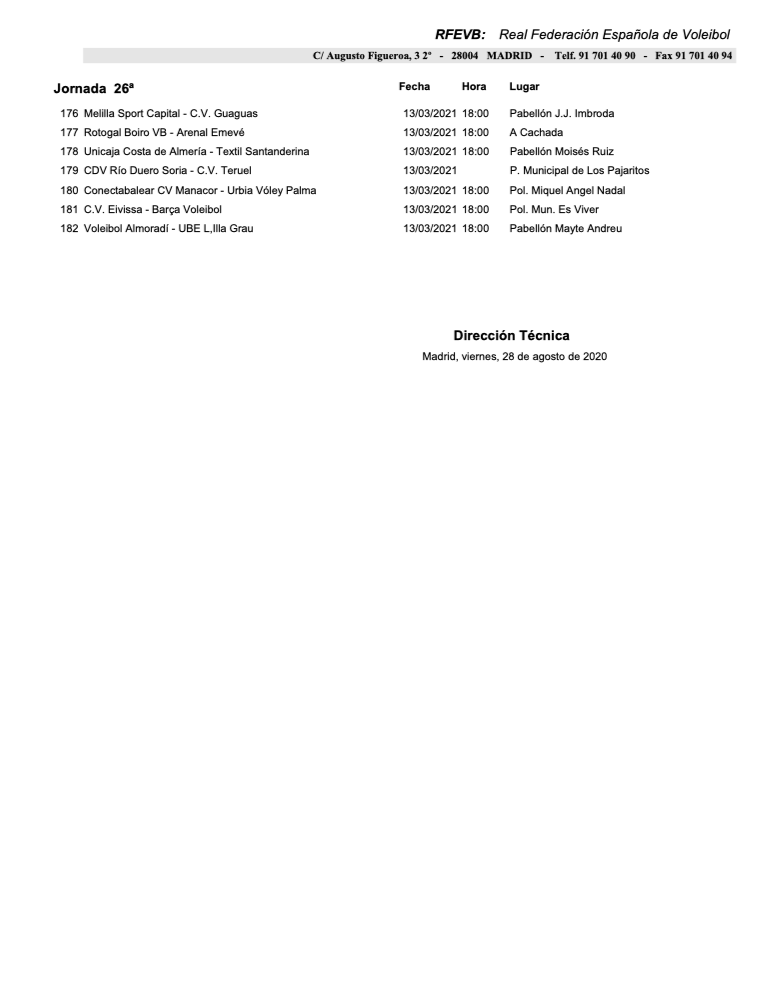 RFEVB: Real Federación Española de Voleibol
C/ Augusto Figueroa, 3 2º - 28004 MADRID - Telf. 91 701 40 90 - Fax 91 701 40 94
Jornada 26ª Fecha Hora Lugar
176 Melilla Sport Capital - C.V. Guaguas 13/03/2021 18:00 Pabellón J.J. Imbroda
177 Rotogal Boiro VB - Arenal Emevé 13/03/2021 18:00 A Cachada
178 Unicaja Costa de Almería - Textil Santanderina 13/03/2021 18:00 Pabellón Moisés Ruiz
179 CDV Río Duero Soria - C.V. Teruel 13/03/2021 P. Municipal de Los Pajaritos
180 Conectabalear CV Manacor - Urbia Vóley Palma 13/03/2021 18:00 Pol. Miquel Angel Nadal
181 C.V. Eivissa - Barça Voleibol 13/03/2021 18:00 Pol. Mun. Es Viver
182 Voleibol Almoradí - UBE L,Illa Grau 13/03/2021 18:00 Pabellón Mayte Andreu
Dirección Técnica
Madrid, viernes, 28 de agosto de 2020